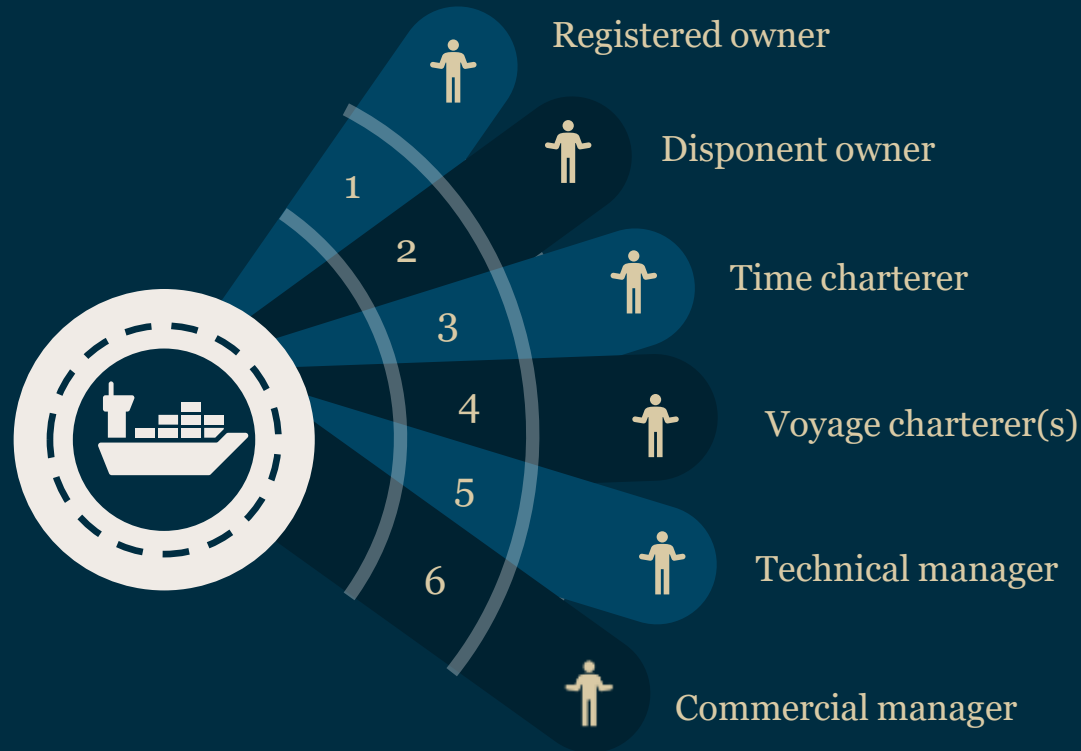 Registered owner
1
Disponent owner
2
Time charterer
3
Voyage charterer(s)
4
Technical manager
5
Commercial manager
6